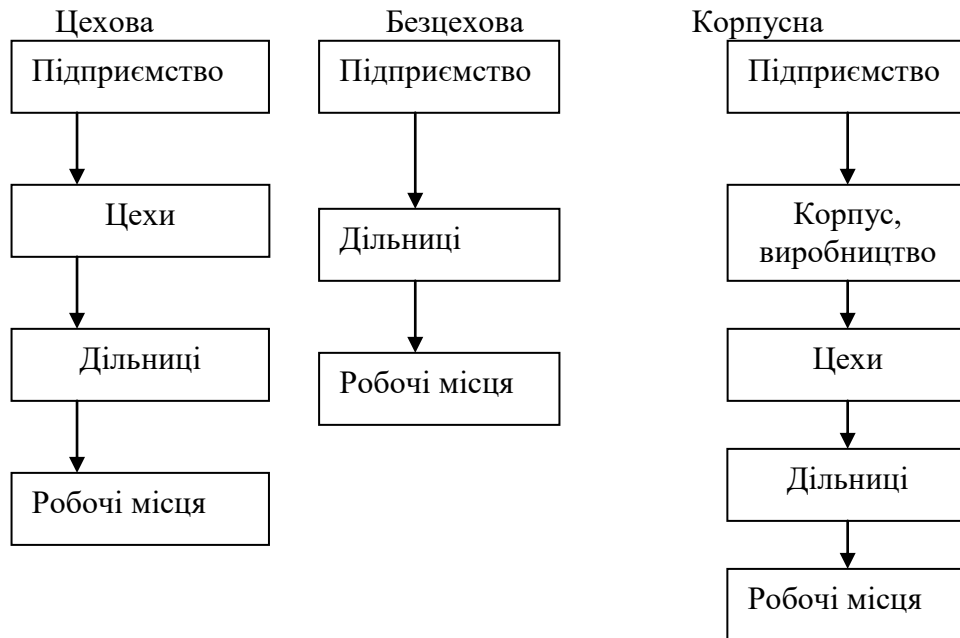 Цехова
Підприємство
Цехи
Дільниці
Робочі місця
Безцехова
Підприємство
Дільниці
Робочі місця
Корпусна
Підприємство
Корпус,
виробництво
Цехи
Дільниці
Робочі місця